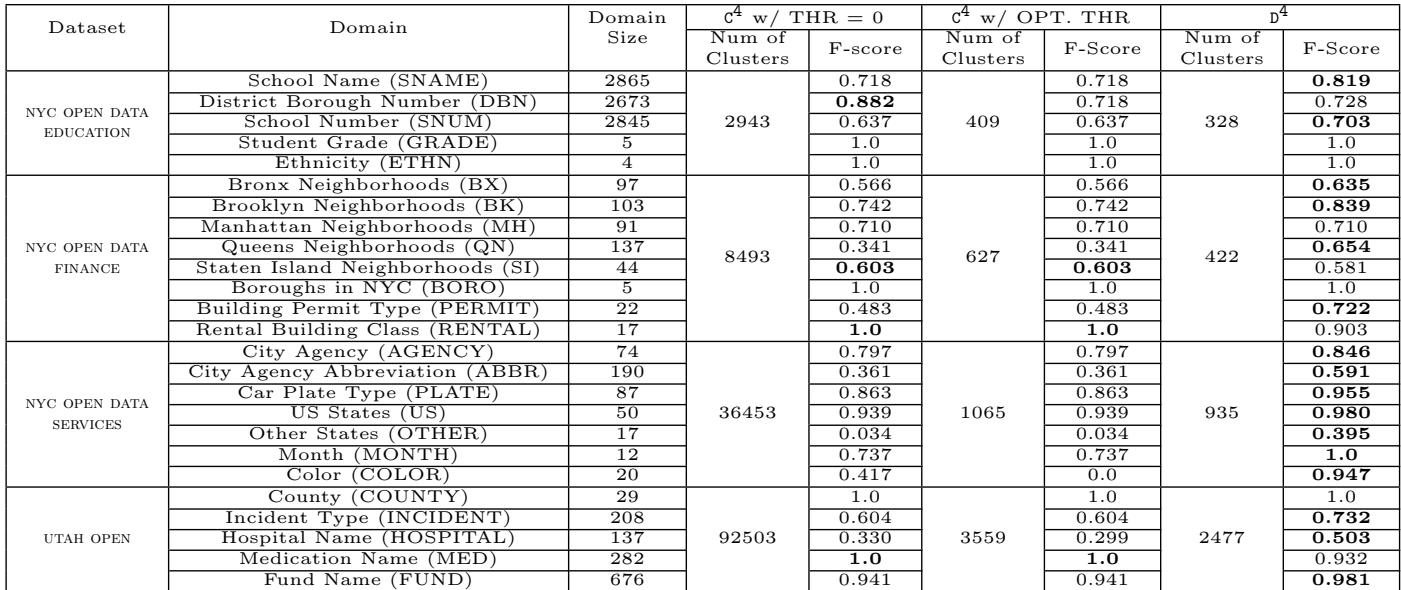 Dataset Domain Domain Size C4 w/ THR = 0 C4 w/ OPT. THR D4
Num of Clusters F-score Num of Clusters F-Score Num of Clusters F-Score
NYC OPEN DATA EDUCATION 2943 409 328
School Name (SNAME) 2865 0.718 0.718 0.819
District Borough Number (DBN) 2673 0.882 0.718 0.728
School Number (SNUM) 2845 0.637 0.637 0.703
Student Grade (GRADE) 5 1.0 1.0 1.0
Ethnicity (ETHN) 4 1.0 1.0 1.0
NYC OPEN DATA FINANCE 8493 627 422
Bronx Neighborhoods (BX) 97 0.566 0.566 0.635
Brooklyn Neighborhoods (BK) 103 0.742 0.742 0.839
Manhattan Neighborhoods (MH) 91 0.710 0.710 0.710
Queens Neighborhoods (QN) 137 0.341 0.341 0.654
Staten Island Neighborhoods (SI) 44 0.603 0.603 0.581
Boroughs in NYC (BORO) 5 1.0 1.0 1.0
Building Permit Type (PERMIT) 22 0.483 0.483 0.722
Rental Building Class (RENTAL) 17 1.0 1.0 0.903
NYC OPEN DATA SERVICES 36453 1065 935
City Agency (AGENCY) 74 0.797 0.797 0.846
City Agency Abbreviation (ABBR) 190 0.361 0.361 0.591
Car Plate Type (PLATE) 87 0.863 0.863 0.955
US States (US) 50 0.939 0.939 0.980
Other States (OTHER) 17 0.034 0.034 0.395
Month (MONTH) 12 0.737 0.737 1.0
Color (COLOR) 20 0.417 0.0 0.947
UTAH OPEN 92503 3559 2477
County (COUNTY) 29 1.0 1.0 1.0
Incident Type (INCIDENT) 208 0.604 0.604 0.732
Hospital Name (HOSPITAL) 137 0.330 0.299 0.503
Medication Name (MED) 282 1.0 1.0 0.932
Fund Name (FUND) 676 0.941 0.941 0.981